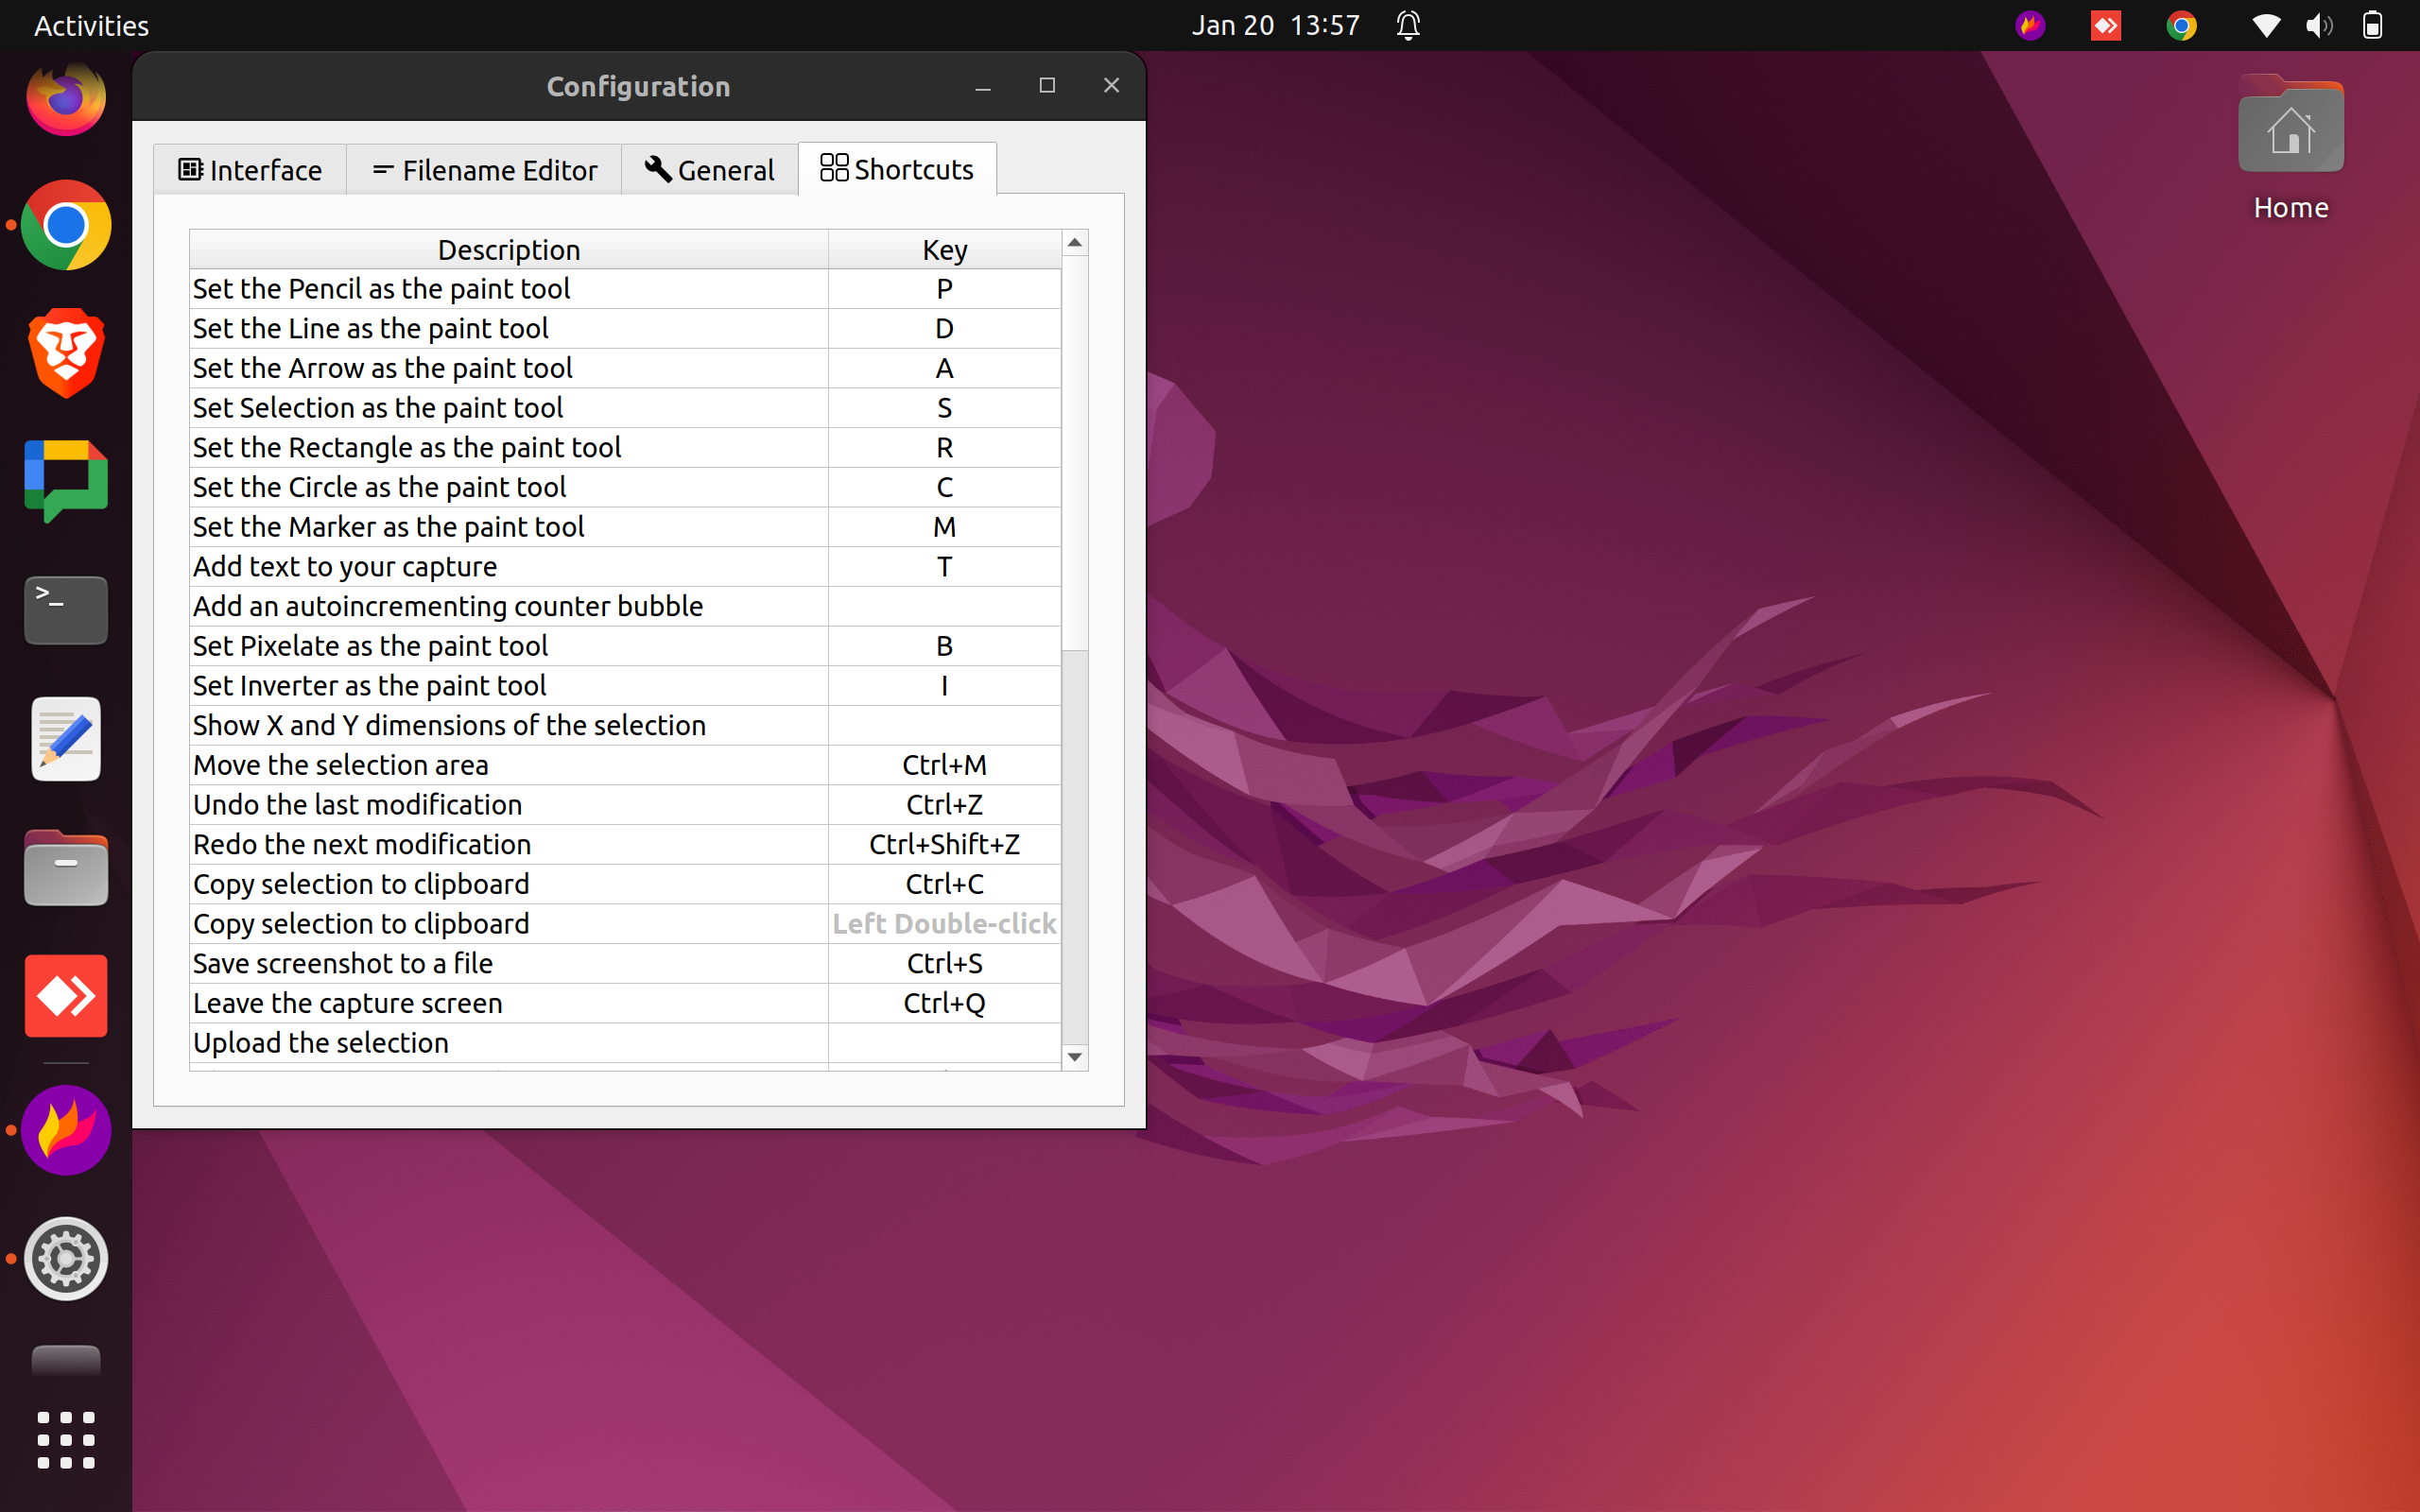 Activities
Jan 20 13:57
Configuration
Interface
Filename Editor
General
Shortcuts
Description Key
Set the Pencil as the paint tool P
Set the Line as the paint tool D
Set the Arrow as the paint tool A
Set Selection as the paint tool S
Set the Rectangle as the paint tool R
Set the Circle as the paint tool C
Set the Marker as the paint tool M
Add text to your capture T
Add an autoincrementing counter bubble
Set Pixelate as the paint tool B
Set Inverter as the paint tool I
Show X and Y dimensions of the selection
Move the selection area Ctrl+M
Undo the last modification Ctrl+Z
Redo the next modification Ctrl+Shift+Z
Copy selection to clipboard Ctrl+C
Copy selection to clipboard Left Double-click
Save screenshot to a file Ctrl+S
Leave the capture screen Ctrl+Q
Upload the selection
Home
>_